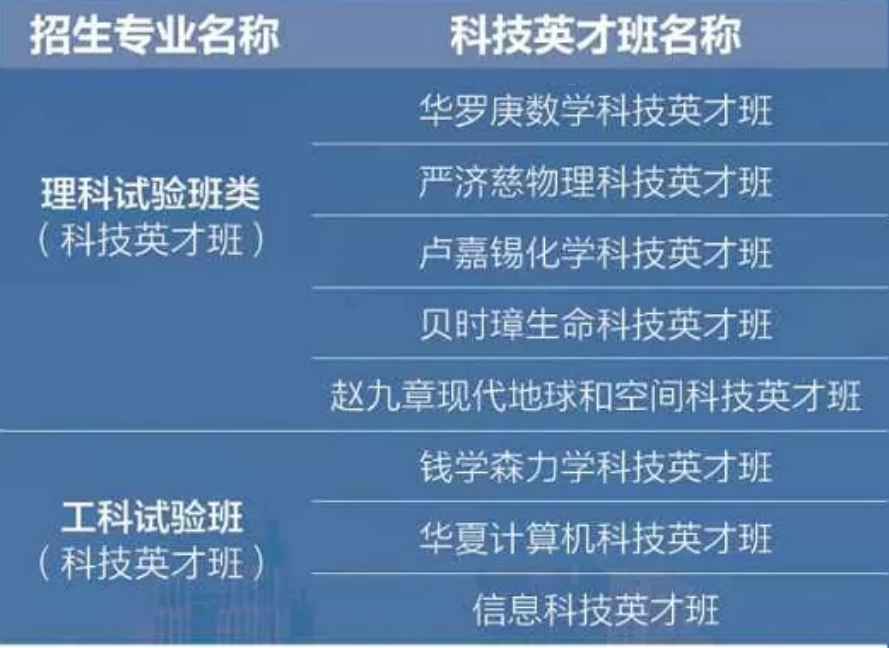 招生专业名称 科技英才班名称
华罗庚数学科技英才班
严济慈物理科技英才班
理科试验班类
（科技英才班）
卢嘉锡化学科技英才班
贝时璋生命科技英才班
赵九章现代地球和空间科技英才班
钱学森力学科技英才班
工科试验班
（科技英才班）
华夏计算机科技英才班
信息科技英才班